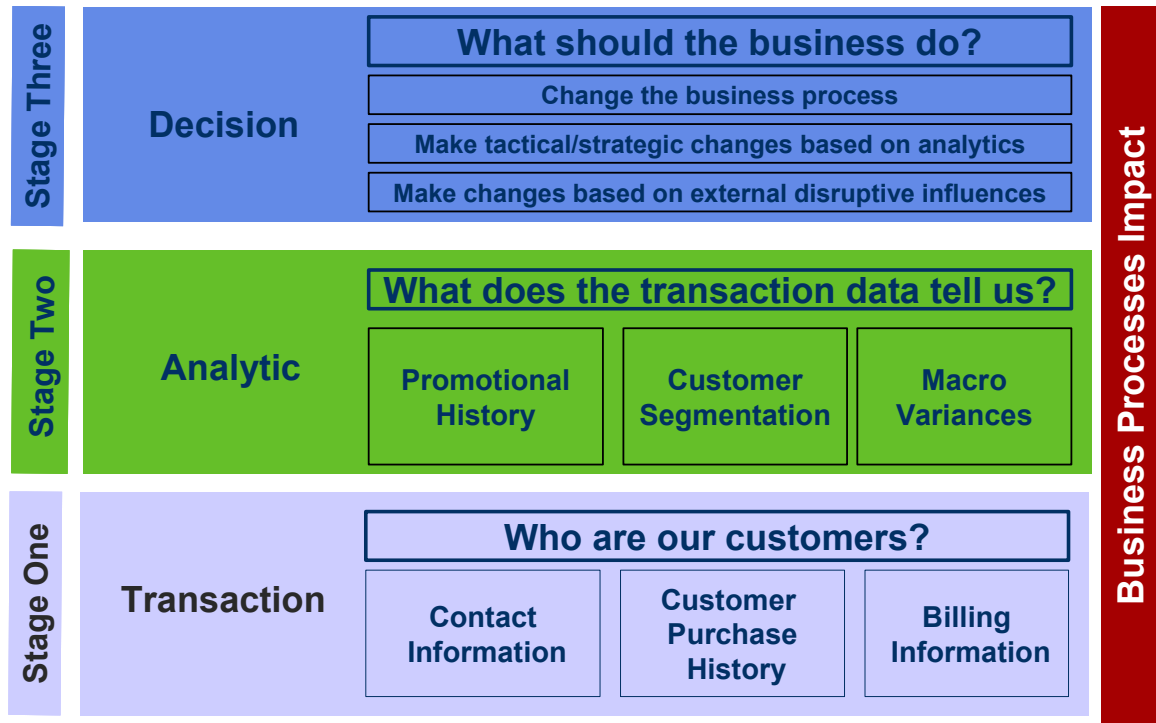 Stage Three
Decision
What should the business do?
Change the business process
Make tactical/strategic changes based on analytics
Make changes based on external disruptive influences
Stage Two
Analytic
What does the transaction data tell us?
Promotional
History
Customer
Segmentation
Macro
Variances
Stage One
Transaction
Who are our customers?
Contact
Information
Customer
Purchase
History
Billing
Information
Business Processes Impact